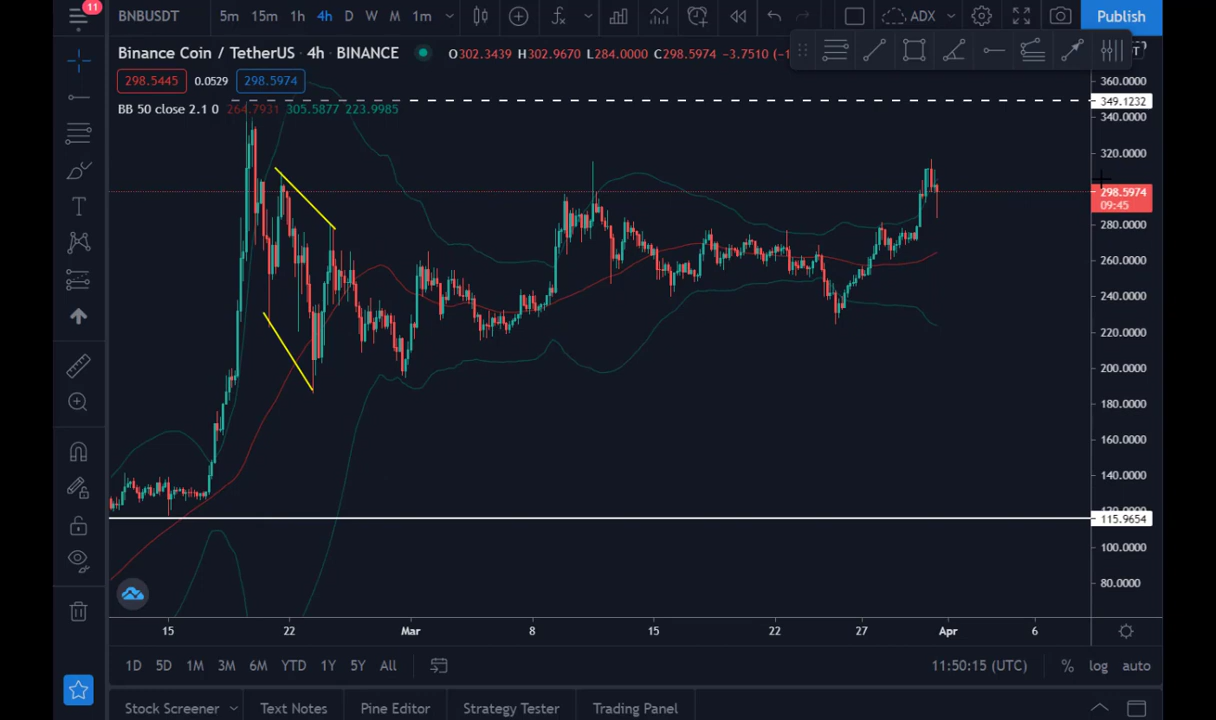 11
BNBUSDT 5m 15m 1h 4h D W M 1m ADX Publish
Binance Coin / TetherUS · 4h · BINANCE O302.3439 H302.9670 L284.0000 C298.5974 -3.7510
298.5445 0.0529 298.5974
BB 50 close 2.1 0 264.7931 305.5877 223.9985
360.0000
349.1232
340.0000
320.0000
298.5974
09:45
280.0000
260.0000
240.0000
220.0000
200.0000
180.0000
160.0000
140.0000
115.9654
100.0000
80.0000
15 22 Mar 8 15 22 27 Apr 6
1D 5D 1M 3M 6M YTD 1Y 5Y All 11:50:15 (UTC) % log auto
Stock Screener Text Notes Pine Editor Strategy Tester Trading Panel